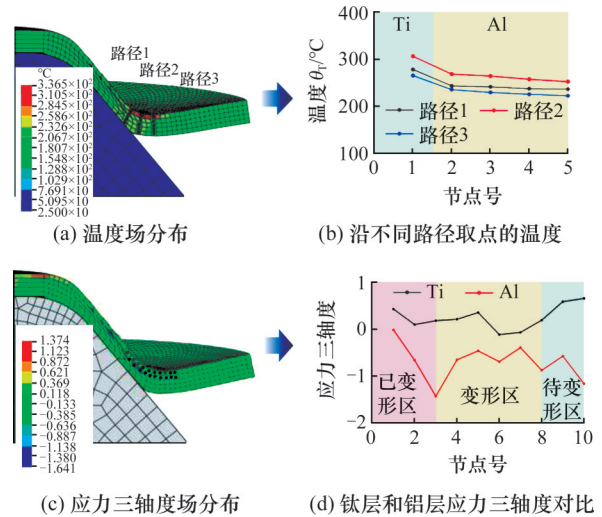 路径1
路径2
路径3
℃
3.365×10²
3.105×10²
2.845×10²
2.586×10²
2.326×10²
2.067×10²
1.807×10²
1.548×10²
1.288×10²
1.029×10²
7.691×10
5.095×10
2.500×10
(a) 温度场分布
400
300
200
100
温度 θT/℃
Ti
Al
路径1
路径2
路径3
0 1 2 3 4 5
节点号
(b) 沿不同路径取点的温度
1.374
1.123
0.872
0.621
0.369
0.118
−0.133
−0.385
−0.636
−0.887
−1.138
−1.380
−1.641
(c) 应力三轴度场分布
1
0
−1
−2
应力三轴度
Ti
Al
已变形区
变形区
待变形区
0 2 4 6 8 10
节点号
(d) 钛层和铝层应力三轴度对比